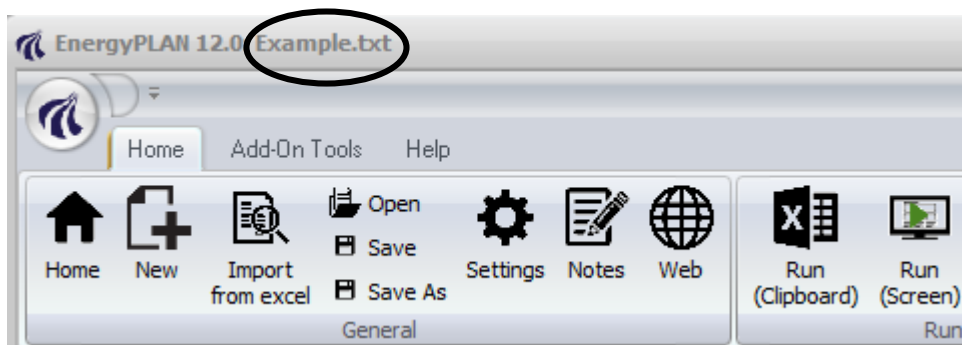 EnergyPLAN 12.0 Example.txt
Home Add-On Tools Help
Open
Save
Save As
Home New Import from excel Settings Notes Web
Run (Clipboard)
Run (Screen)
General Run